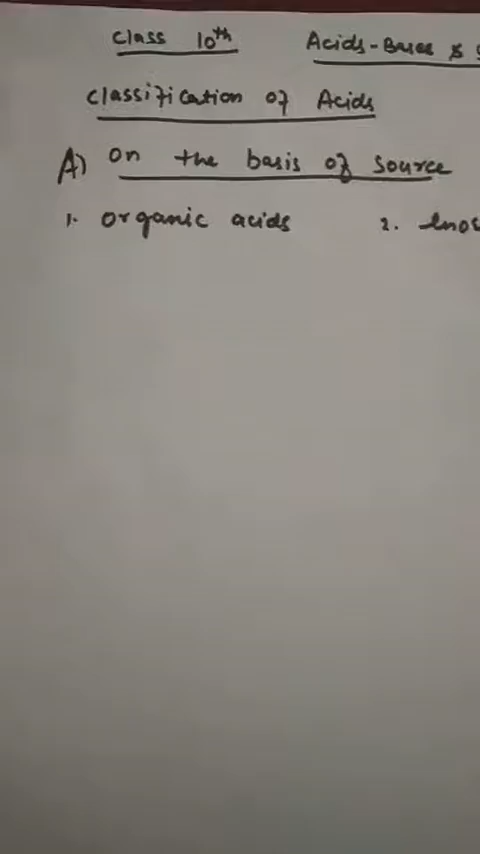 Class 10th Acids-Bases &
Classification of Acids
A) On the basis of Source
1. Organic acids 2.